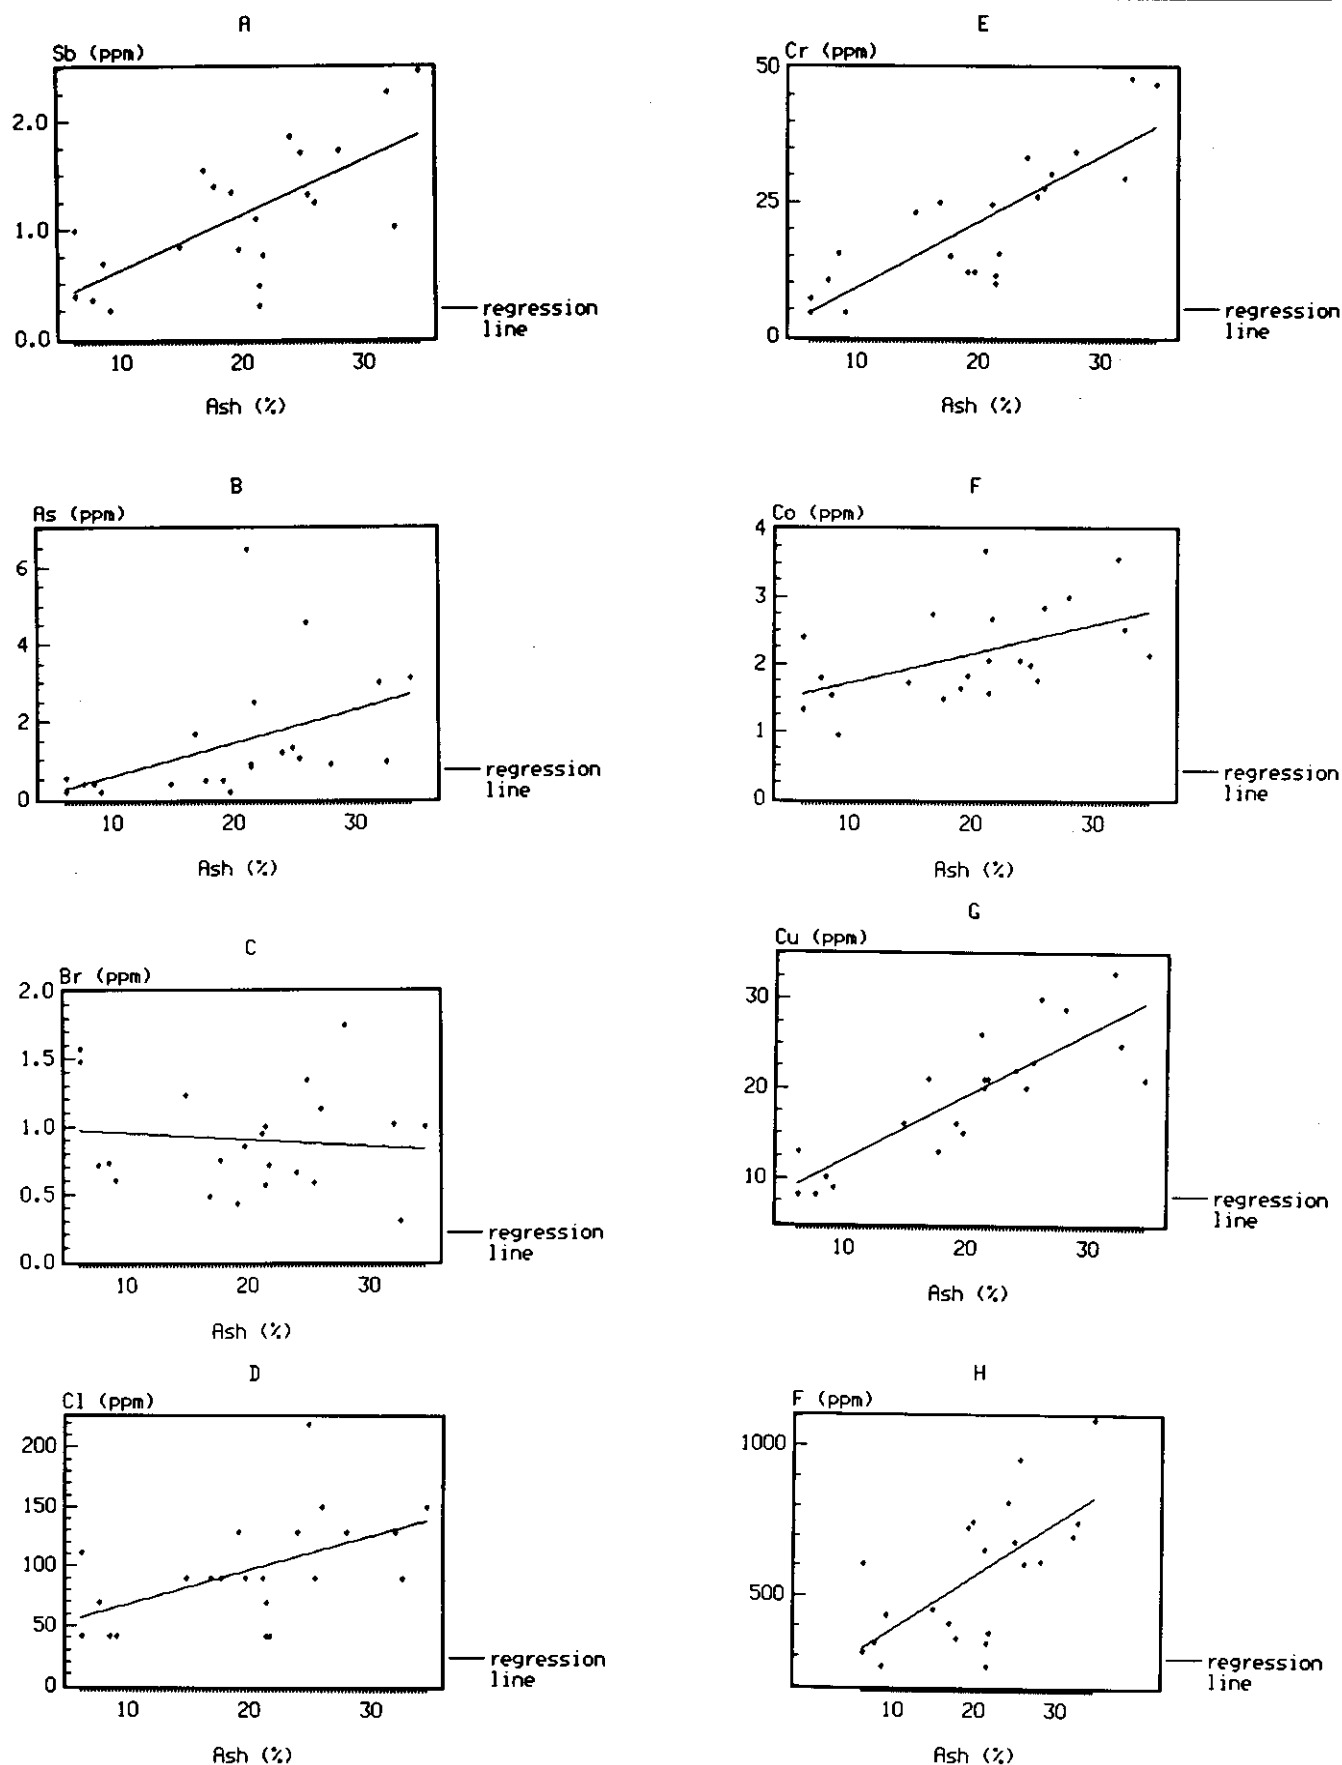 A
Sb (ppm)
2.0
1.0
0.0
10 20 30
Ash (%)
regression
line
B
As (ppm)
6
4
2
0
10 20 30
Ash (%)
regression
line
C
Br (ppm)
2.0
1.5
1.0
0.5
0.0
10 20 30
Ash (%)
regression
line
D
Cl (ppm)
200
150
100
50
0
10 20 30
Ash (%)
regression
line
E
Cr (ppm)
50
25
0
10 20 30
Ash (%)
regression
line
F
Co (ppm)
4
3
2
1
0
10 20 30
Ash (%)
regression
line
G
Cu (ppm)
30
20
10
10 20 30
Ash (%)
regression
line
H
F (ppm)
1000
500
10 20 30
Ash (%)
regression
line